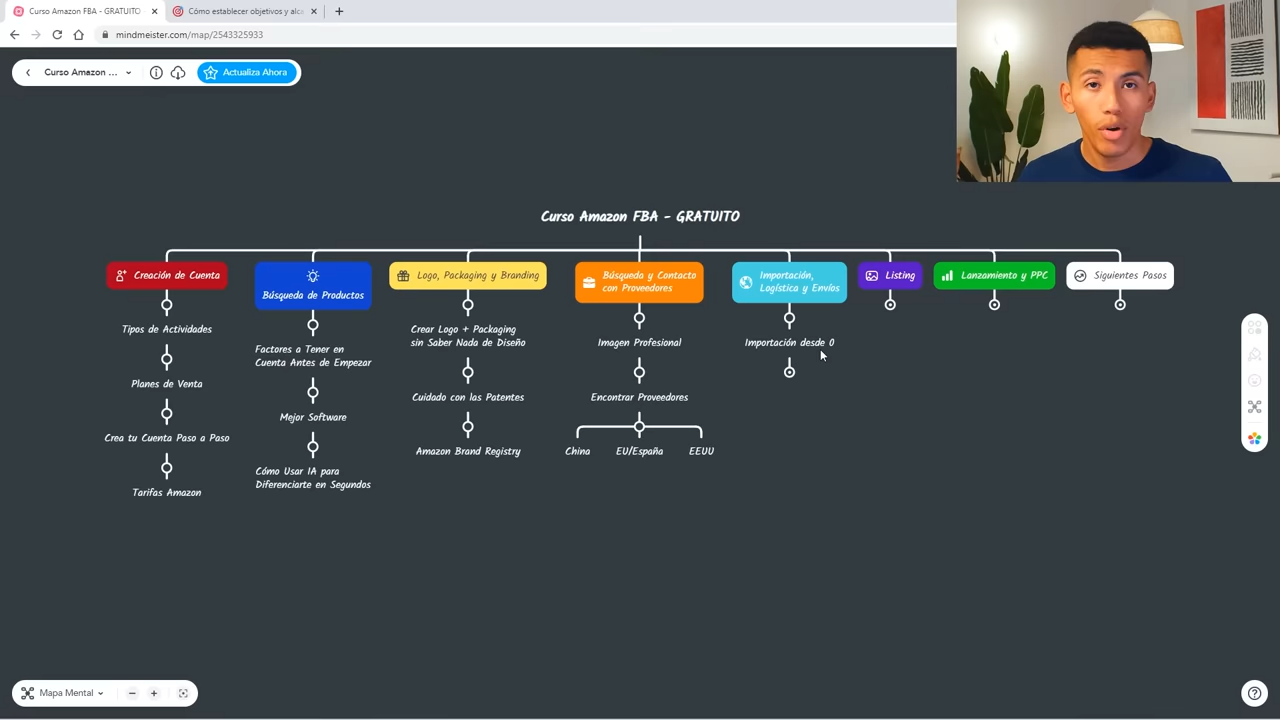 Curso Amazon FBA - GRATUITO
Cómo establecer objetivos y alc
mindmeister.com/map/2543325933
Curso Amazon ...
Actualiza Ahora
Curso Amazon FBA - GRATUITO
Creación de Cuenta
Tipos de Actividades
Planes de Venta
Crea tu Cuenta Paso a Paso
Tarifas Amazon
Búsqueda de Productos
Factores a Tener en
Cuenta Antes de Empezar
Mejor Software
Cómo Usar IA para
Diferenciarte en Segundos
Logo, Packaging y Branding
Crear Logo + Packaging
sin Saber Nada de Diseño
Cuidado con las Patentes
Amazon Brand Registry
Búsqueda y Contacto
con Proveedores
Imagen Profesional
Encontrar Proveedores
China
EU/España
EEUU
Importación,
Logística y Envíos
Importación desde 0
Listing
Lanzamiento y PPC
Siguientes Pasos
Mapa Mental